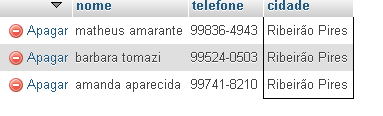 nome telefone cidade
Apagar matheus amarante 99836-4943 Ribeirão Pires
Apagar barbara tomazi 99524-0503 Ribeirão Pires
Apagar amanda aparecida 99741-8210 Ribeirão Pires